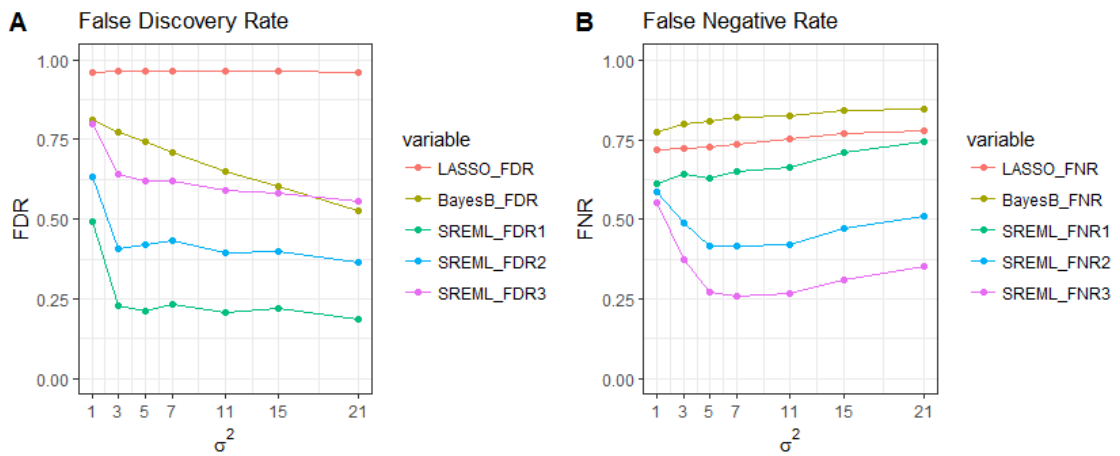 A False Discovery Rate
FDR
1.00
0.75
0.50
0.25
0.00
1 3 5 7 11 15 21
σ²
variable
LASSO_FDR
BayesB_FDR
SREML_FDR1
SREML_FDR2
SREML_FDR3
B False Negative Rate
FNR
1.00
0.75
0.50
0.25
0.00
1 3 5 7 11 15 21
σ²
variable
LASSO_FNR
BayesB_FNR
SREML_FNR1
SREML_FNR2
SREML_FNR3